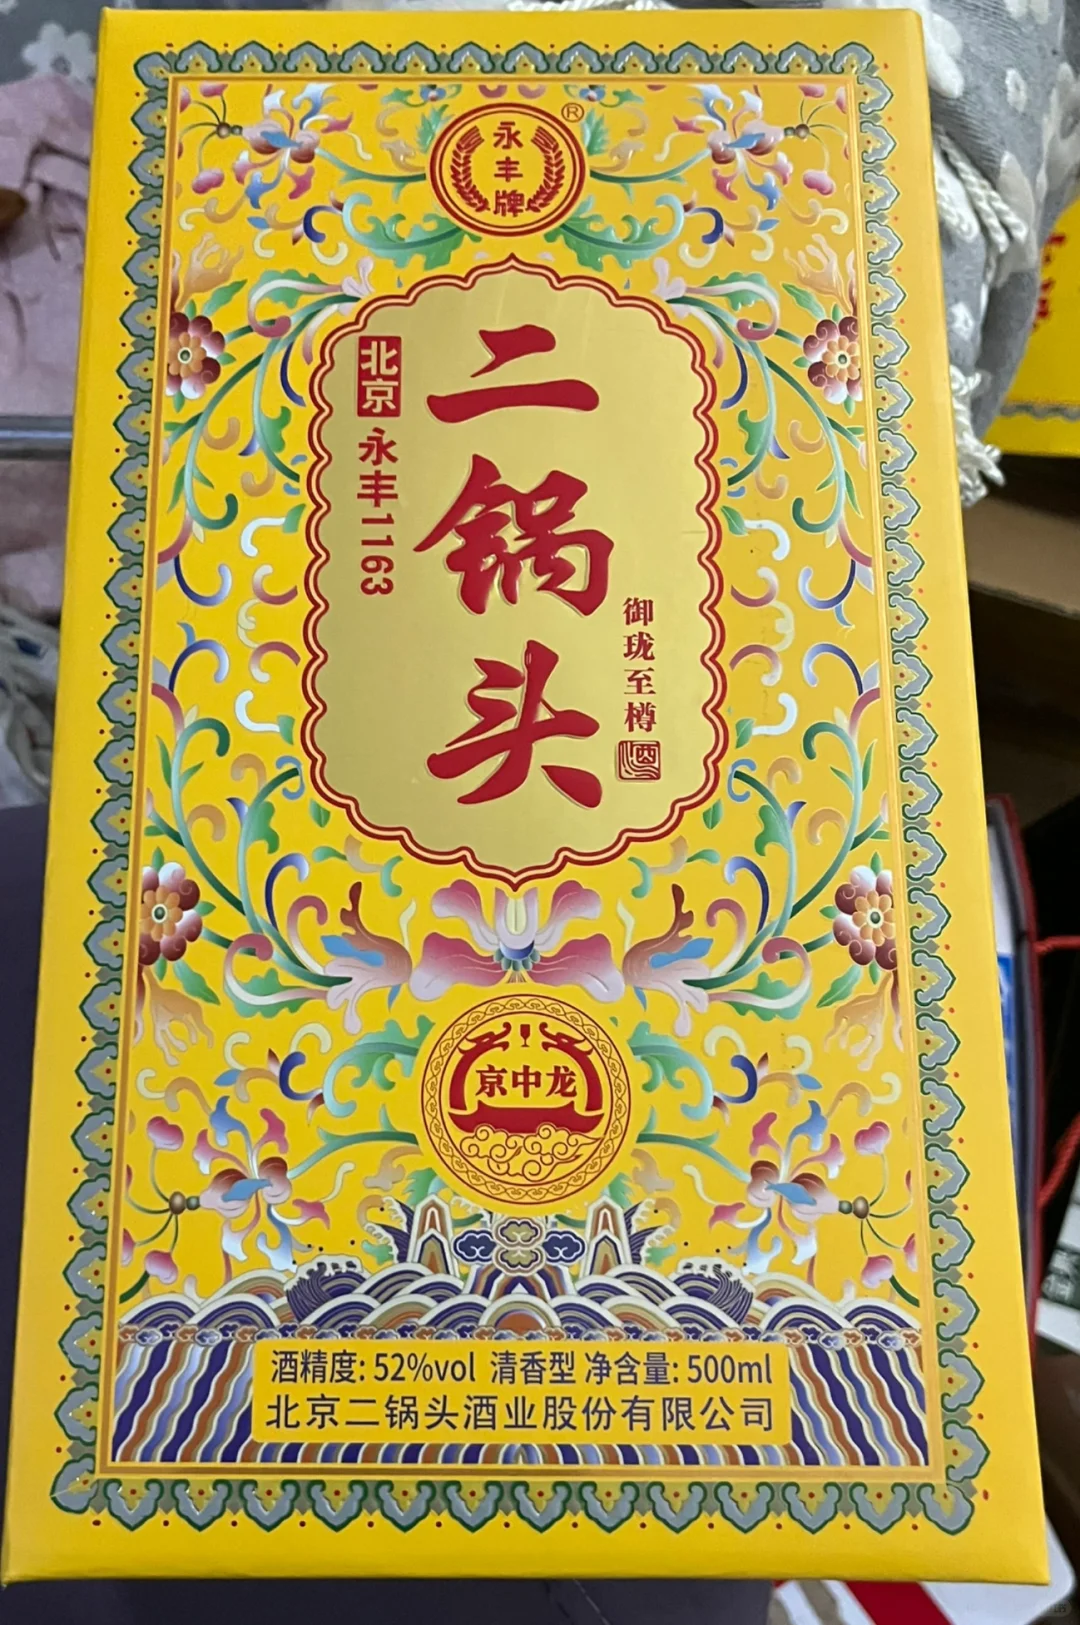 永丰牌
®
二锅头
北京
永丰1163
御珑至樽
酒
京中龙
酒精度: 52%vol 清香型 净含量: 500ml
北京二锅头酒业股份有限公司